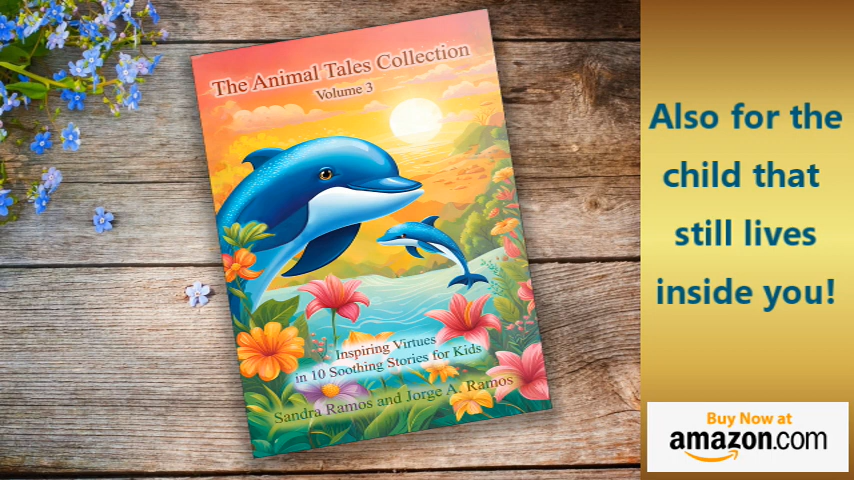 The Animal Tales Collection
Volume 3
Inspiring Virtues
in 10 Soothing Stories for Kids
Sandra Ramos and Jorge A. Ramos
Also for the
child that
still lives
inside you!
Buy Now at
amazon.com